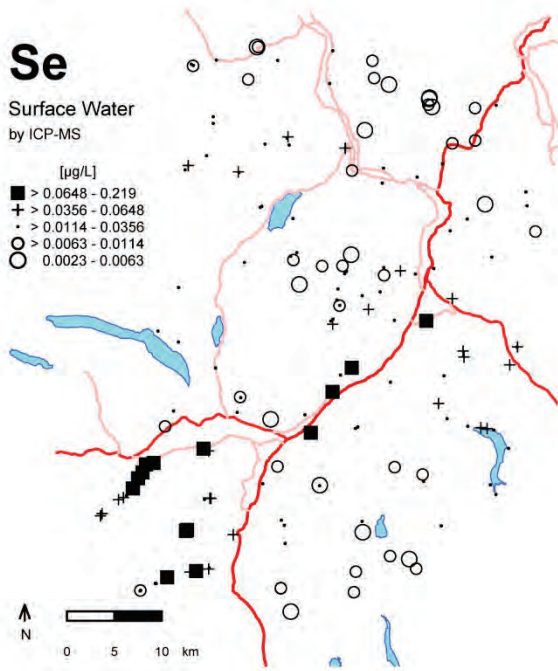 Se
Surface Water
by ICP-MS
[µg/L]
> 0.0648 - 0.219
> 0.0356 - 0.0648
> 0.0114 - 0.0356
> 0.0063 - 0.0114
0.0023 - 0.0063
N
0 5 10 km